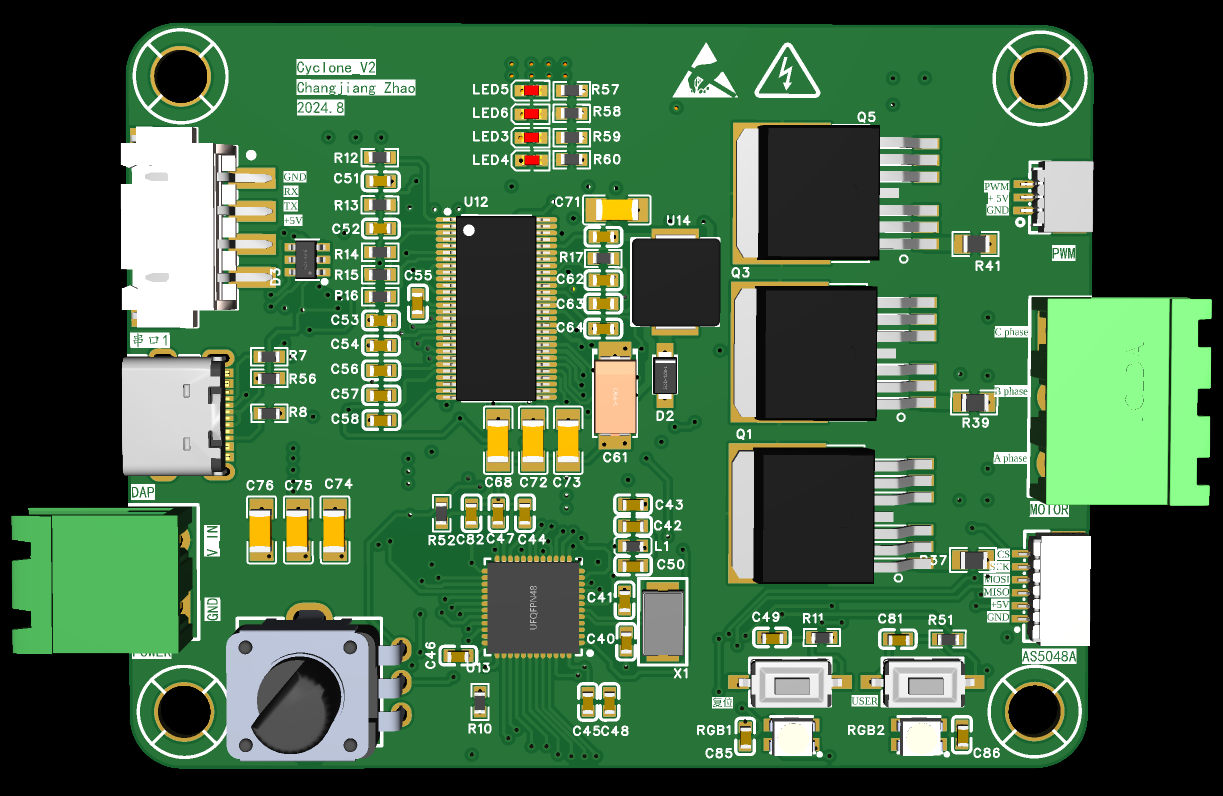 Cyclone_V2
Changjiang Zhao
2024.8
LED5
R57
LED6
R58
LED3
R59
LED4
R60
Q5
R12
C51
R13
C52
R14
R15
R16
C53
C54
C56
C57
C58
GND
RX
TX
+5V
D3
C55
U12
C71
U14
R17
C62
C63
C64
PWM
+ 5V
GND
PWM
R41
Q3
串口1
R7
R56
R8
D2
C61
C phase
B phase
A phase
R39
Q1
MOTOR
DAP
C76
C75
C74
C68
C72
C73
V_IN
GND
POWER
R52
C82
C47
C44
C43
C42
L1
C50
R37
CS
SCK
MOSI
MISO
+5V
GND
AS5048A
UFQFPN48
C41
C40
X1
C46
U13
R10
C45
C48
C49
R11
C81
R51
复位
USER
RGB1
C85
RGB2
C86